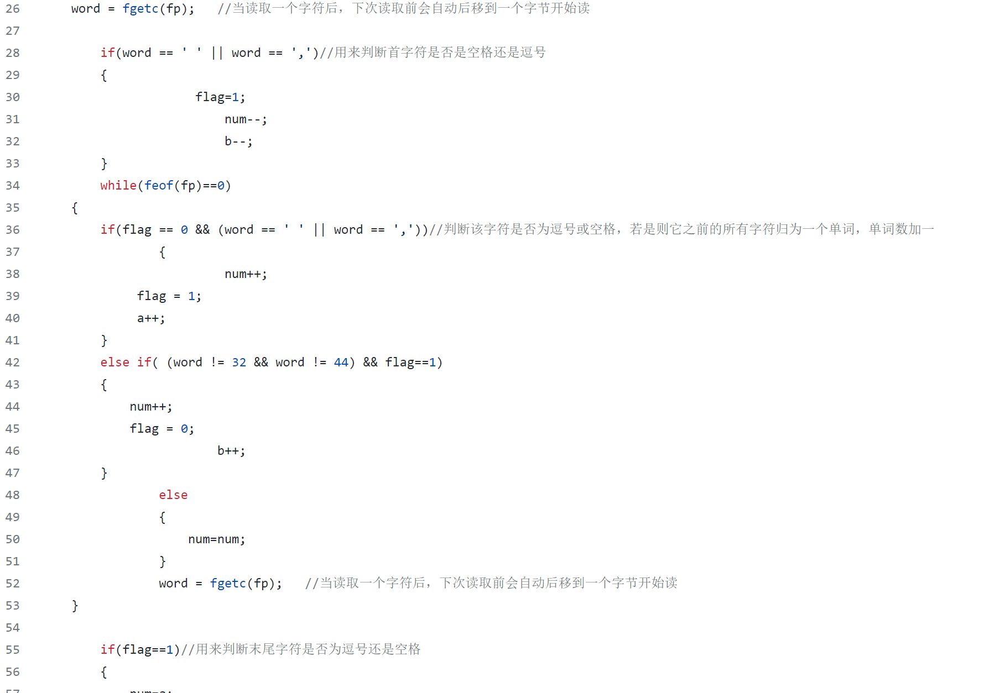 26 word = fgetc(fp); //当读取一个字符后，下次读取前会自动后移到一个字节开始读
27
28 if(word == ' ' || word == ',')//用来判断首字符是否是空格还是逗号
29 {
30 flag=1;
31 num--;
32 b--;
33 }
34 while(feof(fp)==0)
35 {
36 if(flag == 0 && (word == ' ' || word == ','))//判断该字符是否为逗号或空格，若是则它之前的所有字符归为一个单词，单词数加一
37 {
38 num++;
39 flag = 1;
40 a++;
41 }
42 else if( (word != 32 && word != 44) && flag==1)
43 {
44 num++;
45 flag = 0;
46 b++;
47 }
48 else
49 {
50 num=num;
51 }
52 word = fgetc(fp); //当读取一个字符后，下次读取前会自动后移到一个字节开始读
53 }
54
55 if(flag==1)//用来判断末尾字符是否为逗号还是空格
56 {
57 num=a;